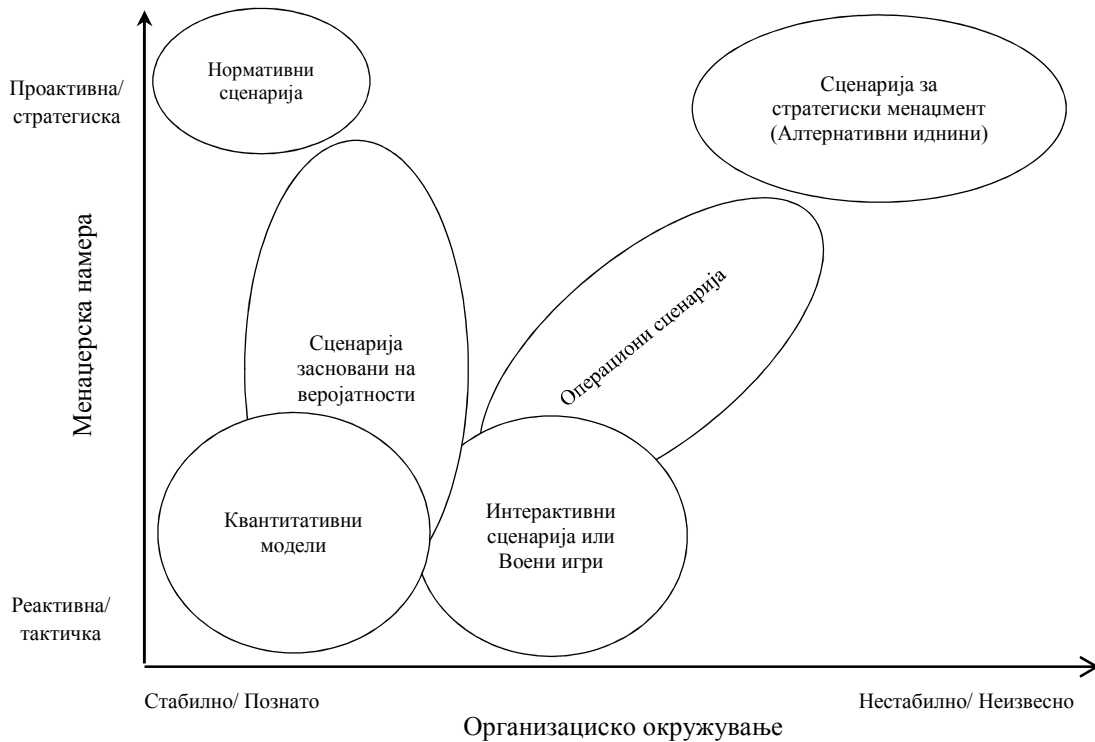 Нормативни
сценарија
Проактивна/
стратегиска
Сценарија за
стратегиски менаџмент
(Алтернативни иднини)
Менаџерска намера
Операциони сценарија
Сценарија
засновани на
веројатности
Квантитативни
модели
Интерактивни
сценарија или
Воени игри
Реактивна/
тактичка
Стабилно/ Познато
Нестабилно/ Неизвесно
Организациско окружување